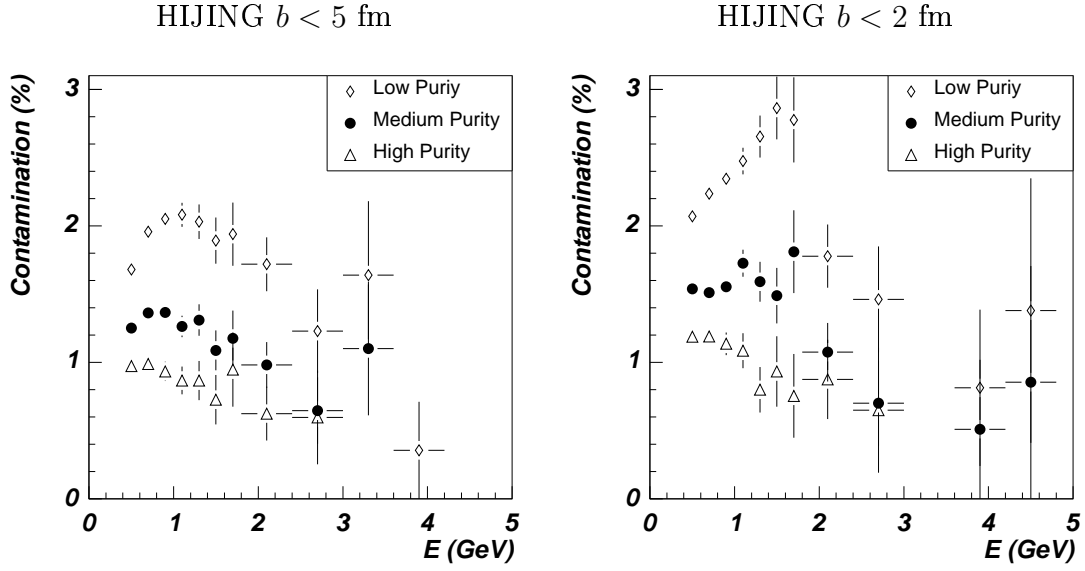 HIJING b < 5 fm
Contamination (%)
3
2
1
0
◇ Low Puriy
● Medium Purity
△ High Purity
0 1 2 3 4 5
E (GeV)
HIJING b < 2 fm
Contamination (%)
3
2
1
0
◇ Low Puriy
● Medium Purity
△ High Purity
0 1 2 3 4 5
E (GeV)